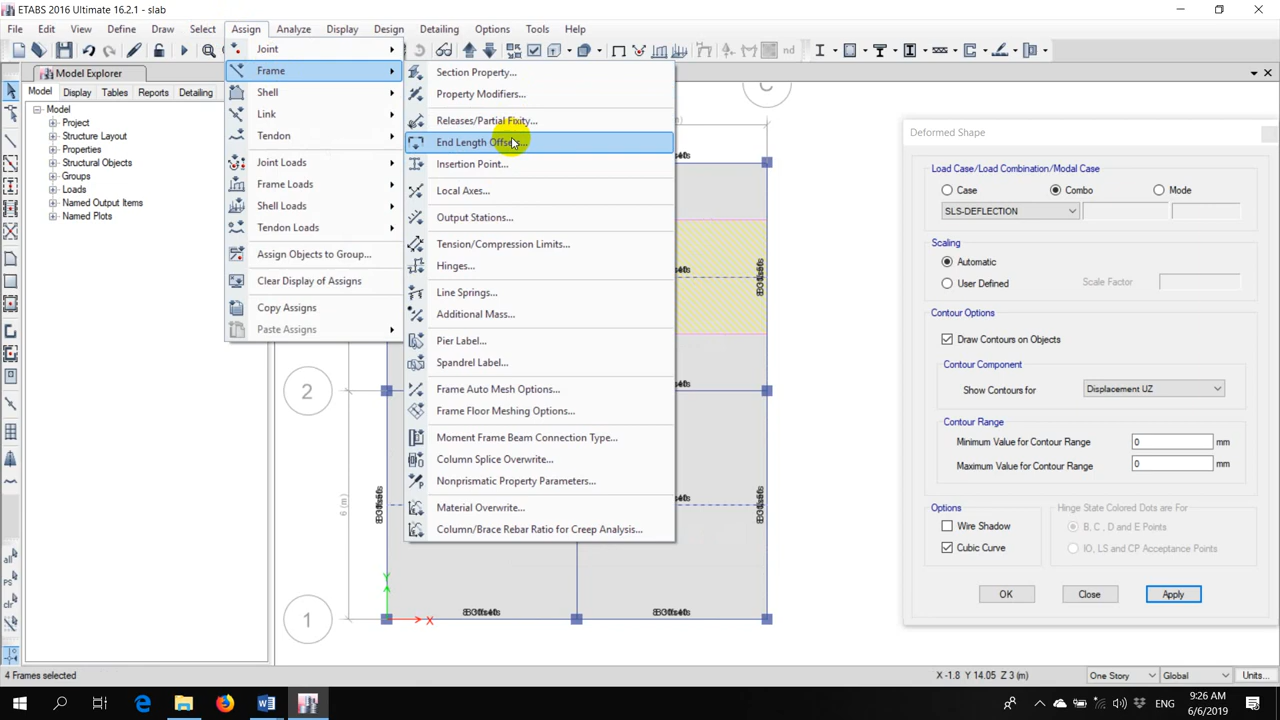 ETABS 2016 Ultimate 16.2.1 - slab
File Edit View Define Draw Select Assign Analyze Display Design Detailing Options Tools Help
nd
Model Explorer
Model Display Tables Reports Detailing
Model
Project
Structure Layout
Properties
Structural Objects
Groups
Loads
Named Output Items
Named Plots
all
PS
clr
Joint
Frame
Shell
Link
Tendon
Joint Loads
Frame Loads
Shell Loads
Tendon Loads
Assign Objects to Group...
Clear Display of Assigns
Copy Assigns
Paste Assigns
Section Property...
Property Modifiers...
Releases/Partial Fixity...
End Length Offsets...
Insertion Point...
Local Axes...
Output Stations...
Tension/Compression Limits...
Hinges...
Line Springs...
Additional Mass...
Pier Label...
Spandrel Label...
Frame Auto Mesh Options...
Frame Floor Meshing Options...
Moment Frame Beam Connection Type...
Column Splice Overwrite...
Nonprismatic Property Parameters...
Material Overwrite...
Column/Brace Rebar Ratio for Creep Analysis...
C
2
6 (m)
1
Y
X
Deformed Shape
Load Case/Load Combination/Modal Case
Case Combo Mode
SLS-DEFLECTION
Scaling
Automatic
User Defined Scale Factor
Contour Options
Draw Contours on Objects
Contour Component
Show Contours for Displacement UZ
Contour Range
Minimum Value for Contour Range 0 mm
Maximum Value for Contour Range 0 mm
Options
Wire Shadow
Cubic Curve
Hinge State Colored Dots are For
B, C , D and E Points
IO, LS and CP Acceptance Points
OK Close Apply
4 Frames selected
X -1.8 Y 14.05 Z 3 (m)
One Story Global Units...
9:26 AM
6/6/2019